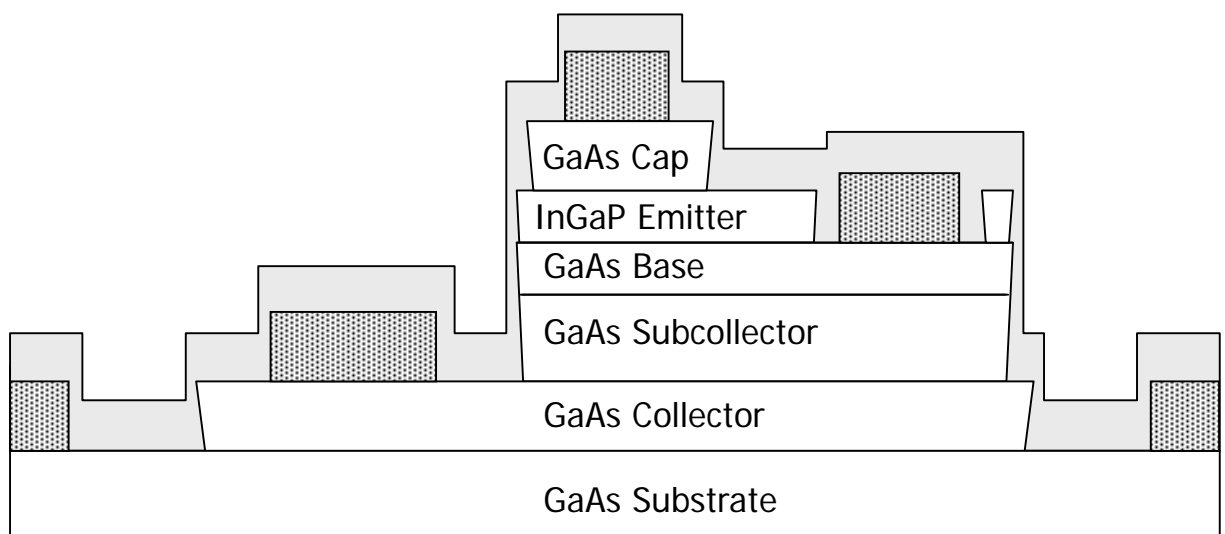 GaAs Cap
InGaP Emitter
GaAs Base
GaAs Subcollector
GaAs Collector
GaAs Substrate